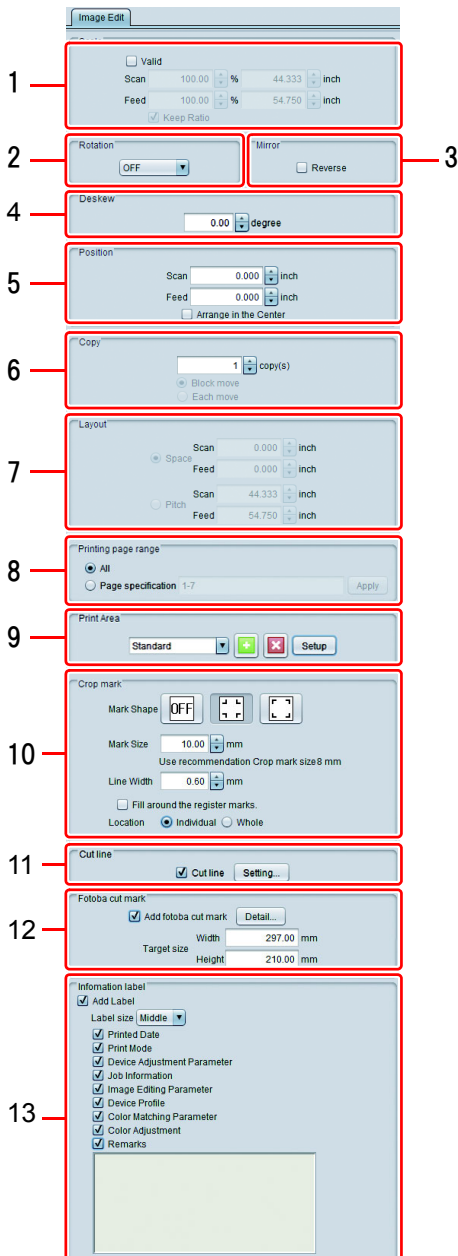 Image Edit
1
Valid
Scan 100.00 % 44.333 inch
Feed 100.00 % 54.750 inch
Keep Ratio
2
Rotation
OFF
Mirror
Reverse
3
4
Deskew
0.00 degree
5
Position
Scan 0.000 inch
Feed 0.000 inch
Arrange in the Center
6
Copy
1 copy(s)
Block move
Each move
7
Layout
Space
Scan 0.000 inch
Feed 0.000 inch
Pitch
Scan 44.333 inch
Feed 54.750 inch
8
Printing page range
All
Page specification 1-7 Apply
9
Print Area
Standard Setup
10
Crop mark
Mark Shape OFF
Mark Size 10.00 mm
Use recommendation Crop mark size8 mm
Line Width 0.60 mm
Fill around the register marks.
Location Individual Whole
11
Cut line
Cut line Setting...
12
Fotoba cut mark
Add fotoba cut mark Detail...
Target size
Width 297.00 mm
Height 210.00 mm
13
Infomation label
Add Label
Label size Middle
Printed Date
Print Mode
Device Adjustment Parameter
Job Information
Image Editing Parameter
Device Profile
Color Matching Parameter
Color Adjustment
Remarks